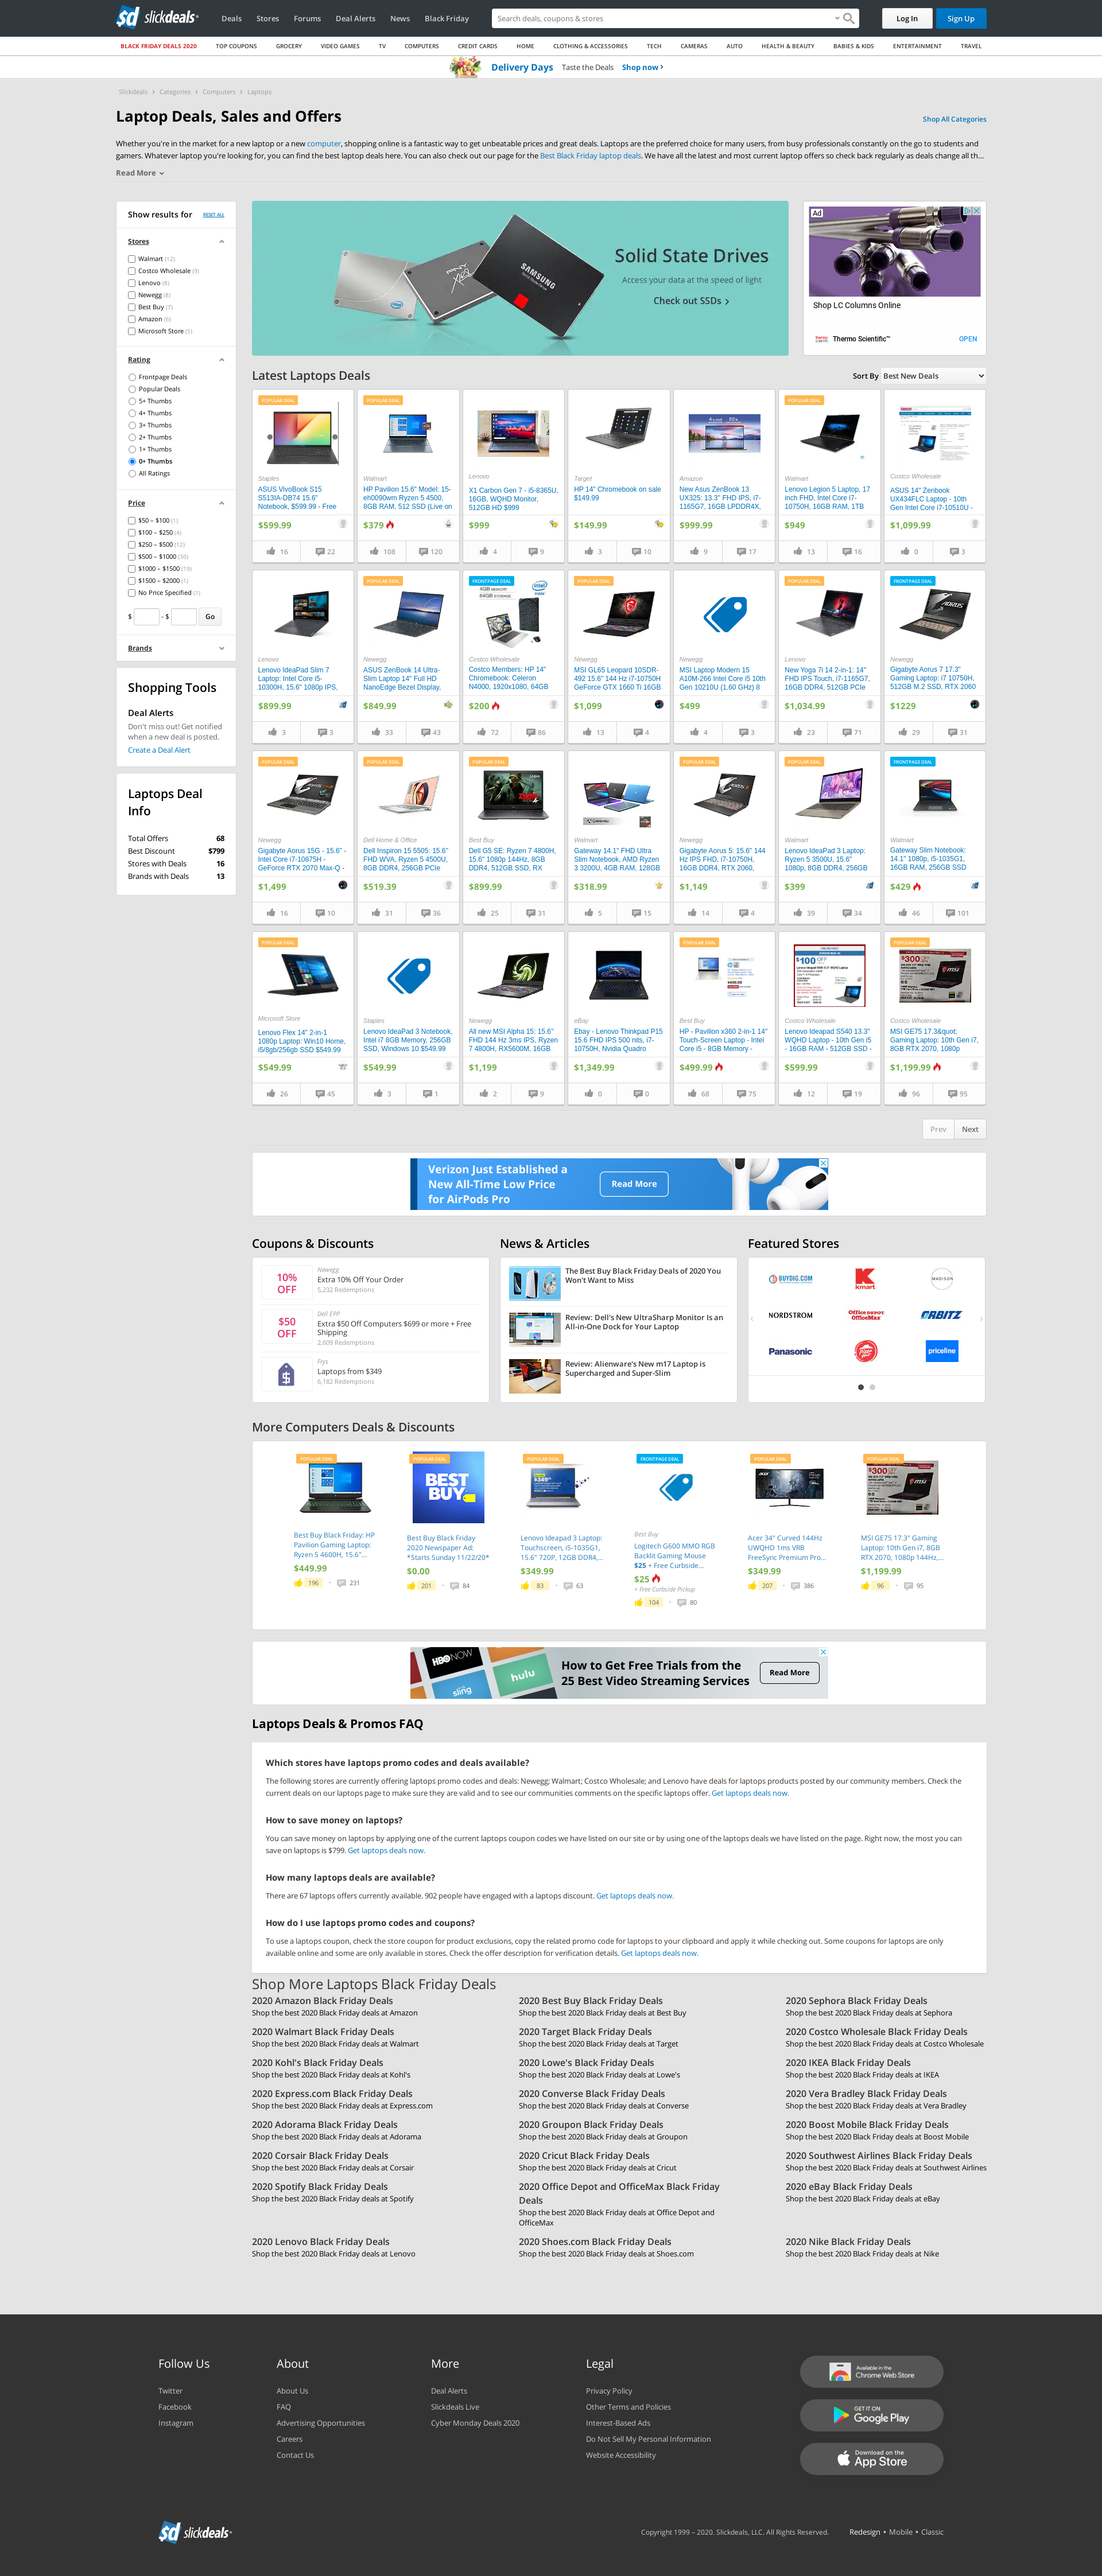 slickdeals
Deals Stores Forums Deal Alerts News Black Friday
Search deals, coupons & stores
Log In Sign Up
BLACK FRIDAY DEALS 2020 TOP COUPONS GROCERY VIDEO GAMES TV COMPUTERS CREDIT CARDS HOME CLOTHING & ACCESSORIES TECH CAMERAS AUTO HEALTH & BEAUTY BABIES & KIDS ENTERTAINMENT TRAVEL
Delivery Days Taste the Deals Shop now
Slickdeals > Categories > Computers > Laptops
Laptop Deals, Sales and Offers
Shop All Categories
Whether you're in the market for a new laptop or a new computer, shopping online is a fantastic way to get unbeatable prices and great deals. Laptops are the preferred choice for many users, from busy professionals constantly on the go to students and
gamers. Whatever laptop you're looking for, you can find the best laptop deals here. You can also check out our page for the Best Black Friday laptop deals. We have all the latest and most current laptop offers so check back regularly as deals change all th...
Read More
Show results for RESET ALL
Stores
Walmart (12)
Costco Wholesale (9)
Lenovo (8)
Newegg (8)
Best Buy (7)
Amazon (6)
Microsoft Store (5)
Rating
Frontpage Deals
Popular Deals
5+ Thumbs
4+ Thumbs
3+ Thumbs
2+ Thumbs
1+ Thumbs
0+ Thumbs
All Ratings
Price
$50 – $100 (1)
$100 – $250 (4)
$250 – $500 (12)
$500 – $1000 (30)
$1000 – $1500 (19)
$1500 – $2000 (1)
No Price Specified (1)
$ - $ Go
Brands
Shopping Tools
Deal Alerts
Don't miss out! Get notified
when a new deal is posted.
Create a Deal Alert
Laptops Deal
Info
Total Offers 68
Best Discount $799
Stores with Deals 16
Brands with Deals 13
Solid State Drives
Access your data at the speed of light
Check out SSDs
SAMSUNG
Ad
Shop LC Columns Online
Thermo Scientific™ OPEN
Latest Laptops Deals
Sort By Best New Deals
POPULAR DEAL
Staples
ASUS VivoBook S15
S513IA-DB74 15.6"
Notebook, $599.99 - Free
$599.99
16 22
POPULAR DEAL
Walmart
HP Pavilion 15.6" Model: 15-
eh0090wm Ryzen 5 4500,
8GB RAM, 512 SSD (Live on
$379
108 120
Lenovo
X1 Carbon Gen 7 - i5-8365U,
16GB, WQHD Monitor,
512GB HD $999
$999
4 9
Target
HP 14" Chromebook on sale
$149.99
$149.99
3 10
Amazon
New Asus ZenBook 13
UX325: 13.3" FHD IPS, i7-
1165G7, 16GB LPDDR4X,
$999.99
9 17
POPULAR DEAL
Walmart
Lenovo Legion 5 Laptop, 17
inch FHD, Intel Core i7-
10750H, 16GB RAM, 1TB
$949
13 16
Costco Wholesale
ASUS 14" Zenbook
UX434FLC Laptop - 10th
Gen Intel Core i7-10510U -
$1,099.99
0 3
Lenovo
Lenovo IdeaPad Slim 7
Laptop: Intel Core i5-
10300H, 15.6" 1080p IPS,
$899.99
3 3
POPULAR DEAL
Newegg
ASUS ZenBook 14 Ultra-
Slim Laptop 14" Full HD
NanoEdge Bezel Display,
$849.99
33 43
FRONTPAGE DEAL
4GB MEMORY
64GB STORAGE
Costco Wholesale
Costco Members: HP 14"
Chromebook: Celeron
N4000, 1920x1080, 64GB
$200
72 86
POPULAR DEAL
Newegg
MSI GL65 Leopard 10SDR-
492 15.6" 144 Hz i7-10750H
GeForce GTX 1660 Ti 16GB
$1,099
13 4
Newegg
MSI Laptop Modern 15
A10M-266 Intel Core i5 10th
Gen 10210U (1.60 GHz) 8
$499
4 3
POPULAR DEAL
Lenovo
New Yoga 7i 14 2-in-1: 14"
FHD IPS Touch, i7-1165G7,
16GB DDR4, 512GB PCIe
$1,034.99
23 71
FRONTPAGE DEAL
Newegg
Gigabyte Aorus 7 17.3"
Gaming Laptop: i7 10750H,
512GB M.2 SSD, RTX 2060
$1229
29 31
POPULAR DEAL
Newegg
Gigabyte Aorus 15G - 15.6" -
Intel Core i7-10875H -
GeForce RTX 2070 Max-Q -
$1,499
16 10
POPULAR DEAL
Dell Home & Office
Dell Inspiron 15 5505: 15.6"
FHD WVA, Ryzen 5 4500U,
8GB DDR4, 256GB PCIe
$519.39
31 36
POPULAR DEAL
Best Buy
Dell G5 SE: Ryzen 7 4800H,
15.6" 1080p 144Hz, 8GB
DDR4, 512GB SSD, RX
$899.99
25 31
Walmart
Gateway 14.1" FHD Ultra
Slim Notebook, AMD Ryzen
3 3200U, 4GB RAM, 128GB
$318.99
5 15
POPULAR DEAL
Newegg
Gigabyte Aorus 5: 15.6" 144
Hz IPS FHD, i7-10750H,
16GB DDR4, RTX 2060,
$1,149
14 4
POPULAR DEAL
Walmart
Lenovo IdeaPad 3 Laptop:
Ryzen 5 3500U, 15.6"
1080p, 8GB DDR4, 256GB
$399
39 34
FRONTPAGE DEAL
Walmart
Gateway Slim Notebook:
14.1" 1080p, i5-1035G1,
16GB RAM, 256GB SSD
$429
46 101
POPULAR DEAL
Microsoft Store
Lenovo Flex 14" 2-in-1
1080p Laptop: Win10 Home,
i5/8gb/256gb SSD $549.99
$549.99
26 45
Staples
Lenovo IdeaPad 3 Notebook,
Intel i7 8GB Memory, 256GB
SSD, Windows 10 $549.99
$549.99
3 1
Newegg
All new MSI Alpha 15: 15.6"
FHD 144 Hz 3ms IPS, Ryzen
7 4800H, RX5600M, 16GB
$1,199
2 9
eBay
Ebay - Lenovo Thinkpad P15
15.6 FHD IPS 500 nits, i7-
10750H, Nvidia Quadro
$1,349.99
0 0
POPULAR DEAL
Best Buy
HP - Pavilion x360 2-in-1 14"
Touch-Screen Laptop - Intel
Core i5 - 8GB Memory -
$499.99
68 75
$100 OFF
Costco Wholesale
Lenovo Ideapad S540 13.3"
WQHD Laptop - 10th Gen i5
- 16GB RAM - 512GB SSD -
$599.99
12 19
POPULAR DEAL
$300 OFF
Costco Wholesale
MSI GE75 17.3&quot;
Gaming Laptop: 10th Gen i7,
8GB RTX 2070, 1080p
$1,199.99
96 95
Prev Next
Verizon Just Established a
New All-Time Low Price
for AirPods Pro
Read More
Coupons & Discounts
10%
OFF
Newegg
Extra 10% Off Your Order
5,232 Redemptions
$50
OFF
Dell EPP
Extra $50 Off Computers $699 or more + Free
Shipping
2,609 Redemptions
Frys
Laptops from $349
6,182 Redemptions
News & Articles
The Best Buy Black Friday Deals of 2020 You
Won't Want to Miss
Review: Dell's New UltraSharp Monitor Is an
All-in-One Dock for Your Laptop
Review: Alienware's New m17 Laptop is
Supercharged and Super-Slim
Featured Stores
BUYDIG.COM kmart MADISON
NORDSTROM Office DEPOT OfficeMax ORBITZ
Panasonic Pizza Hut priceline
More Computers Deals & Discounts
POPULAR DEAL
Best Buy Black Friday: HP
Pavilion Gaming Laptop:
Ryzen 5 4600H, 15.6"...
$449.99
196 231
POPULAR DEAL
BEST BUY
Best Buy Black Friday
2020 Newspaper Ad:
*Starts Sunday 11/22/20*
$0.00
201 84
POPULAR DEAL
Lenovo Ideapad 3 Laptop:
Touchscreen, i5-1035G1,
15.6" 720P, 12GB DDR4,...
$349.99
83 63
FRONTPAGE DEAL
Best Buy
Logitech G600 MMO RGB
Backlit Gaming Mouse
$25 + Free Curbside...
$25
+ Free Curbside Pickup
104 80
POPULAR DEAL
Acer 34" Curved 144Hz
UWQHD 1ms VRB
FreeSync Premium Pro...
$349.99
207 386
POPULAR DEAL
MSI GE75 17.3" Gaming
Laptop: 10th Gen i7, 8GB
RTX 2070, 1080p 144Hz,...
$1,199.99
96 95
HBO NOW
hulu
sling
How to Get Free Trials from the
25 Best Video Streaming Services
Read More
Laptops Deals & Promos FAQ
Which stores have laptops promo codes and deals available?
The following stores are currently offering laptops promo codes and deals: Newegg; Walmart; Costco Wholesale; and Lenovo have deals for laptops products posted by our community members. Check the
current deals on our laptops page to make sure they are valid and to see our communities comments on the specific laptops offer. Get laptops deals now.
How to save money on laptops?
You can save money on laptops by applying one of the current laptops coupon codes we have listed on our site or by using one of the laptops deals we have listed on the page. Right now, the most you can
save on laptops is $799. Get laptops deals now.
How many laptops deals are available?
There are 67 laptops offers currently available. 902 people have engaged with a laptops discount. Get laptops deals now.
How do I use laptops promo codes and coupons?
To use a laptops coupon, check the store coupon for product exclusions, copy the related promo code for laptops to your clipboard and apply it while checking out. Some coupons for laptops are only
available online and some are only available in stores. Check the offer description for verification details. Get laptops deals now.
Shop More Laptops Black Friday Deals
2020 Amazon Black Friday Deals
Shop the best 2020 Black Friday deals at Amazon
2020 Best Buy Black Friday Deals
Shop the best 2020 Black Friday deals at Best Buy
2020 Sephora Black Friday Deals
Shop the best 2020 Black Friday deals at Sephora
2020 Walmart Black Friday Deals
Shop the best 2020 Black Friday deals at Walmart
2020 Target Black Friday Deals
Shop the best 2020 Black Friday deals at Target
2020 Costco Wholesale Black Friday Deals
Shop the best 2020 Black Friday deals at Costco Wholesale
2020 Kohl's Black Friday Deals
Shop the best 2020 Black Friday deals at Kohl's
2020 Lowe's Black Friday Deals
Shop the best 2020 Black Friday deals at Lowe's
2020 IKEA Black Friday Deals
Shop the best 2020 Black Friday deals at IKEA
2020 Express.com Black Friday Deals
Shop the best 2020 Black Friday deals at Express.com
2020 Converse Black Friday Deals
Shop the best 2020 Black Friday deals at Converse
2020 Vera Bradley Black Friday Deals
Shop the best 2020 Black Friday deals at Vera Bradley
2020 Adorama Black Friday Deals
Shop the best 2020 Black Friday deals at Adorama
2020 Groupon Black Friday Deals
Shop the best 2020 Black Friday deals at Groupon
2020 Boost Mobile Black Friday Deals
Shop the best 2020 Black Friday deals at Boost Mobile
2020 Corsair Black Friday Deals
Shop the best 2020 Black Friday deals at Corsair
2020 Cricut Black Friday Deals
Shop the best 2020 Black Friday deals at Cricut
2020 Southwest Airlines Black Friday Deals
Shop the best 2020 Black Friday deals at Southwest Airlines
2020 Spotify Black Friday Deals
Shop the best 2020 Black Friday deals at Spotify
2020 Office Depot and OfficeMax Black Friday
Deals
Shop the best 2020 Black Friday deals at Office Depot and
OfficeMax
2020 eBay Black Friday Deals
Shop the best 2020 Black Friday deals at eBay
2020 Lenovo Black Friday Deals
Shop the best 2020 Black Friday deals at Lenovo
2020 Shoes.com Black Friday Deals
Shop the best 2020 Black Friday deals at Shoes.com
2020 Nike Black Friday Deals
Shop the best 2020 Black Friday deals at Nike
Follow Us
Twitter
Facebook
Instagram
About
About Us
FAQ
Advertising Opportunities
Careers
Contact Us
More
Deal Alerts
Slickdeals Live
Cyber Monday Deals 2020
Legal
Privacy Policy
Other Terms and Policies
Interest-Based Ads
Do Not Sell My Personal Information
Website Accessibility
Available in the
Chrome Web Store
GET IT ON
Google Play
Download on the
App Store
slickdeals
Copyright 1999 – 2020. Slickdeals, LLC. All Rights Reserved. Redesign • Mobile • Classic